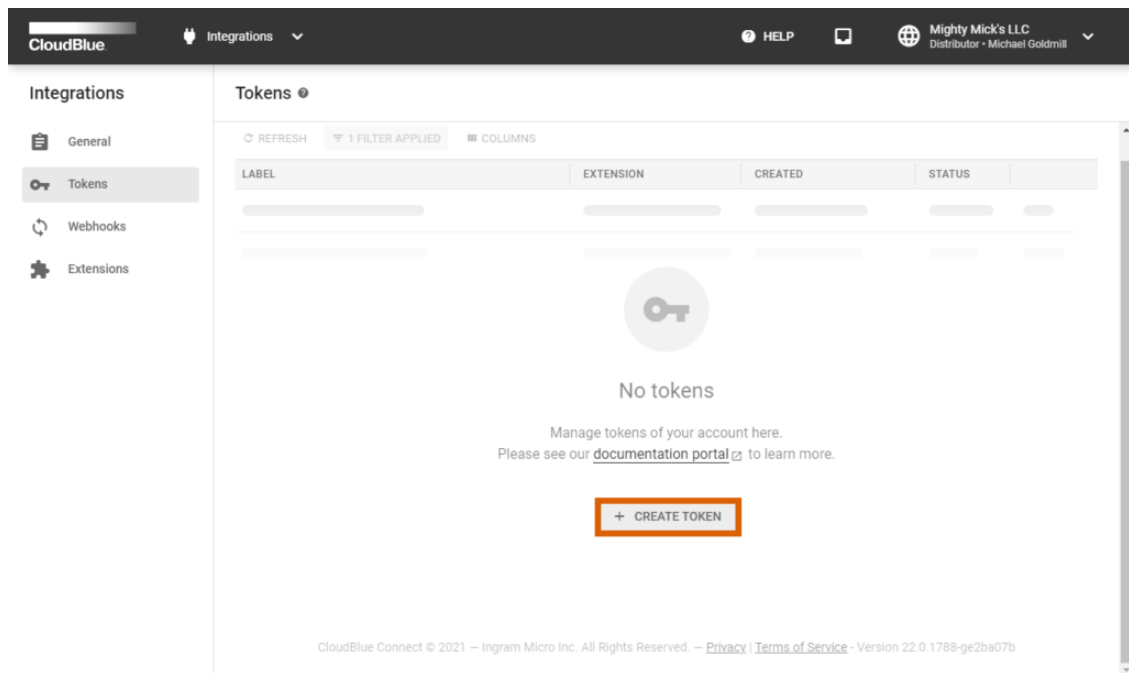 CloudBlue.
Integrations
HELP
Mighty Mick's LLC
Distributor • Michael Goldmill
Integrations
General
Tokens
Webhooks
Extensions
Tokens
REFRESH 1 FILTER APPLIED COLUMNS
LABEL EXTENSION CREATED STATUS
No tokens
Manage tokens of your account here.
Please see our documentation portal to learn more.
+ CREATE TOKEN
CloudBlue Connect © 2021 – Ingram Micro Inc. All Rights Reserved. – Privacy | Terms of Service - Version 22.0.1788-ge2ba07b